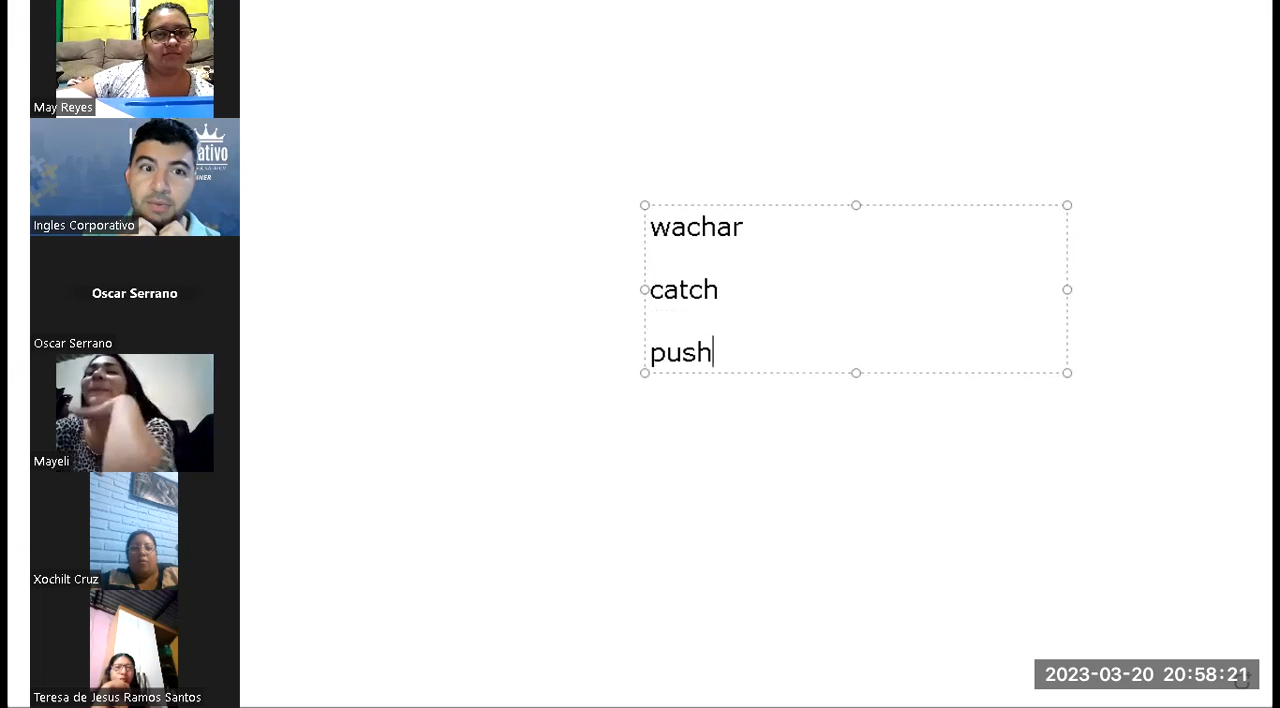 May Reyes
ativo
Ingles Corporativo
Oscar Serrano
Oscar Serrano
Mayeli
Xochilt Cruz
Teresa de Jesus Ramos Santos
wachar
catch
push
2023-03-20 20:58:21